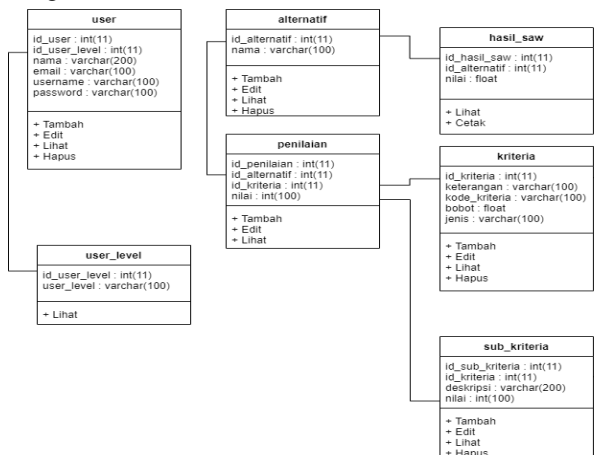 user
id_user : int(11)
id_user_level : int(11)
nama : varchar(200)
email : varchar(100)
username : varchar(100)
password : varchar(100)
+ Tambah
+ Edit
+ Lihat
+ Hapus
user_level
id_user_level : int(11)
user_level : varchar(100)
+ Lihat
alternatif
id_alternatif : int(11)
nama : varchar(100)
+ Tambah
+ Edit
+ Lihat
+ Hapus
penilaian
id_penilaian : int(11)
id_alternatif : int(11)
id_kriteria : int(11)
nilai : int(100)
+ Tambah
+ Edit
+ Lihat
hasil_saw
id_hasil_saw : int(11)
id_alternatif : int(11)
nilai : float
+ Lihat
+ Cetak
kriteria
id_kriteria : int(11)
keterangan : varchar(100)
kode_kriteria : varchar(100)
bobot : float
jenis : varchar(100)
+ Tambah
+ Edit
+ Lihat
+ Hapus
sub_kriteria
id_sub_kriteria : int(11)
id_kriteria : int(11)
deskripsi : varchar(200)
nilai : int(100)
+ Tambah
+ Edit
+ Lihat
+ Hapus